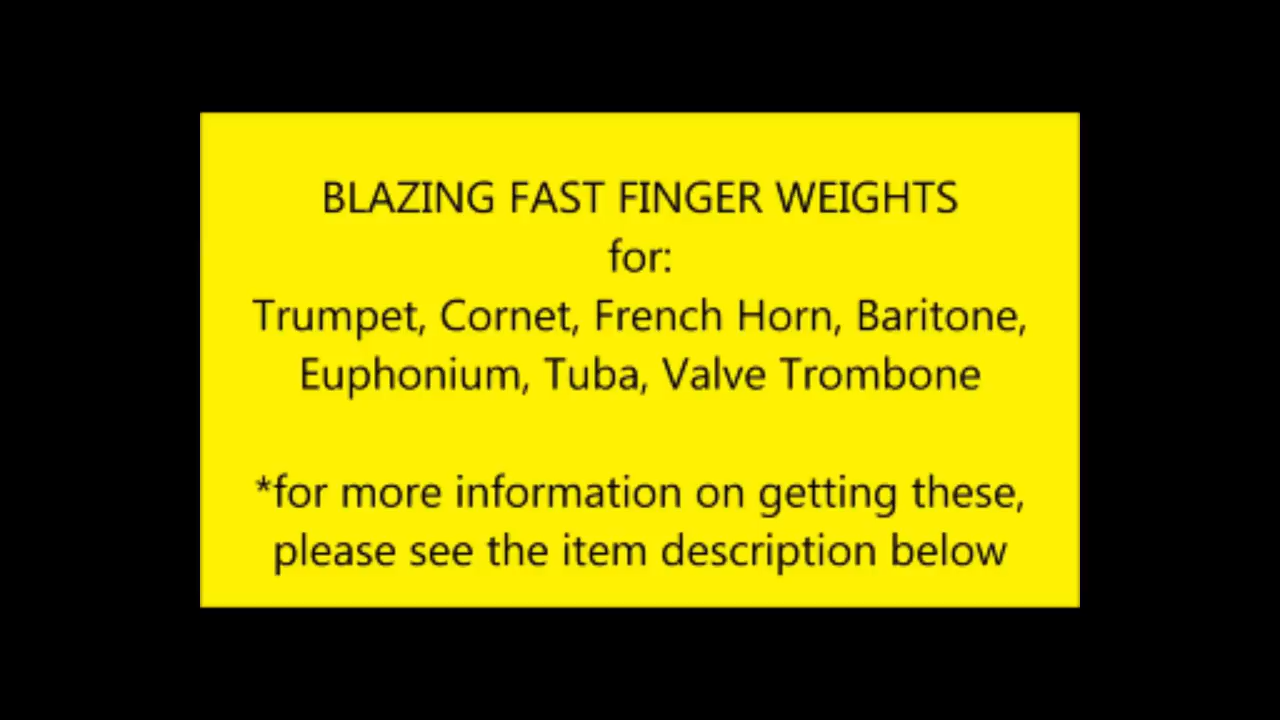 BLAZING FAST FINGER WEIGHTS
for:
Trumpet, Cornet, French Horn, Baritone,
Euphonium, Tuba, Valve Trombone
*for more information on getting these,
please see the item description below